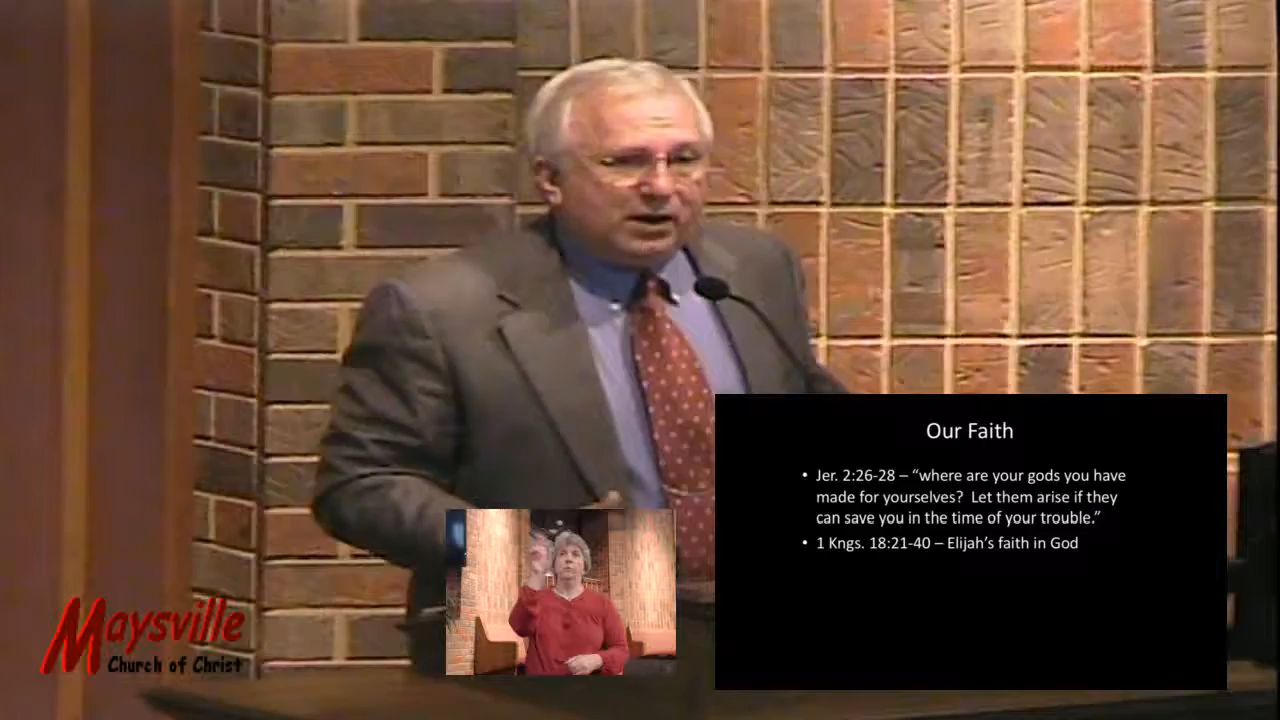 Our Faith
• Jer. 2:26-28 – “where are your gods you have
made for yourselves?  Let them arise if they
can save you in the time of your trouble.”
• 1 Kngs. 18:21-40 – Elijah’s faith in God
Maysville
Church of Christ